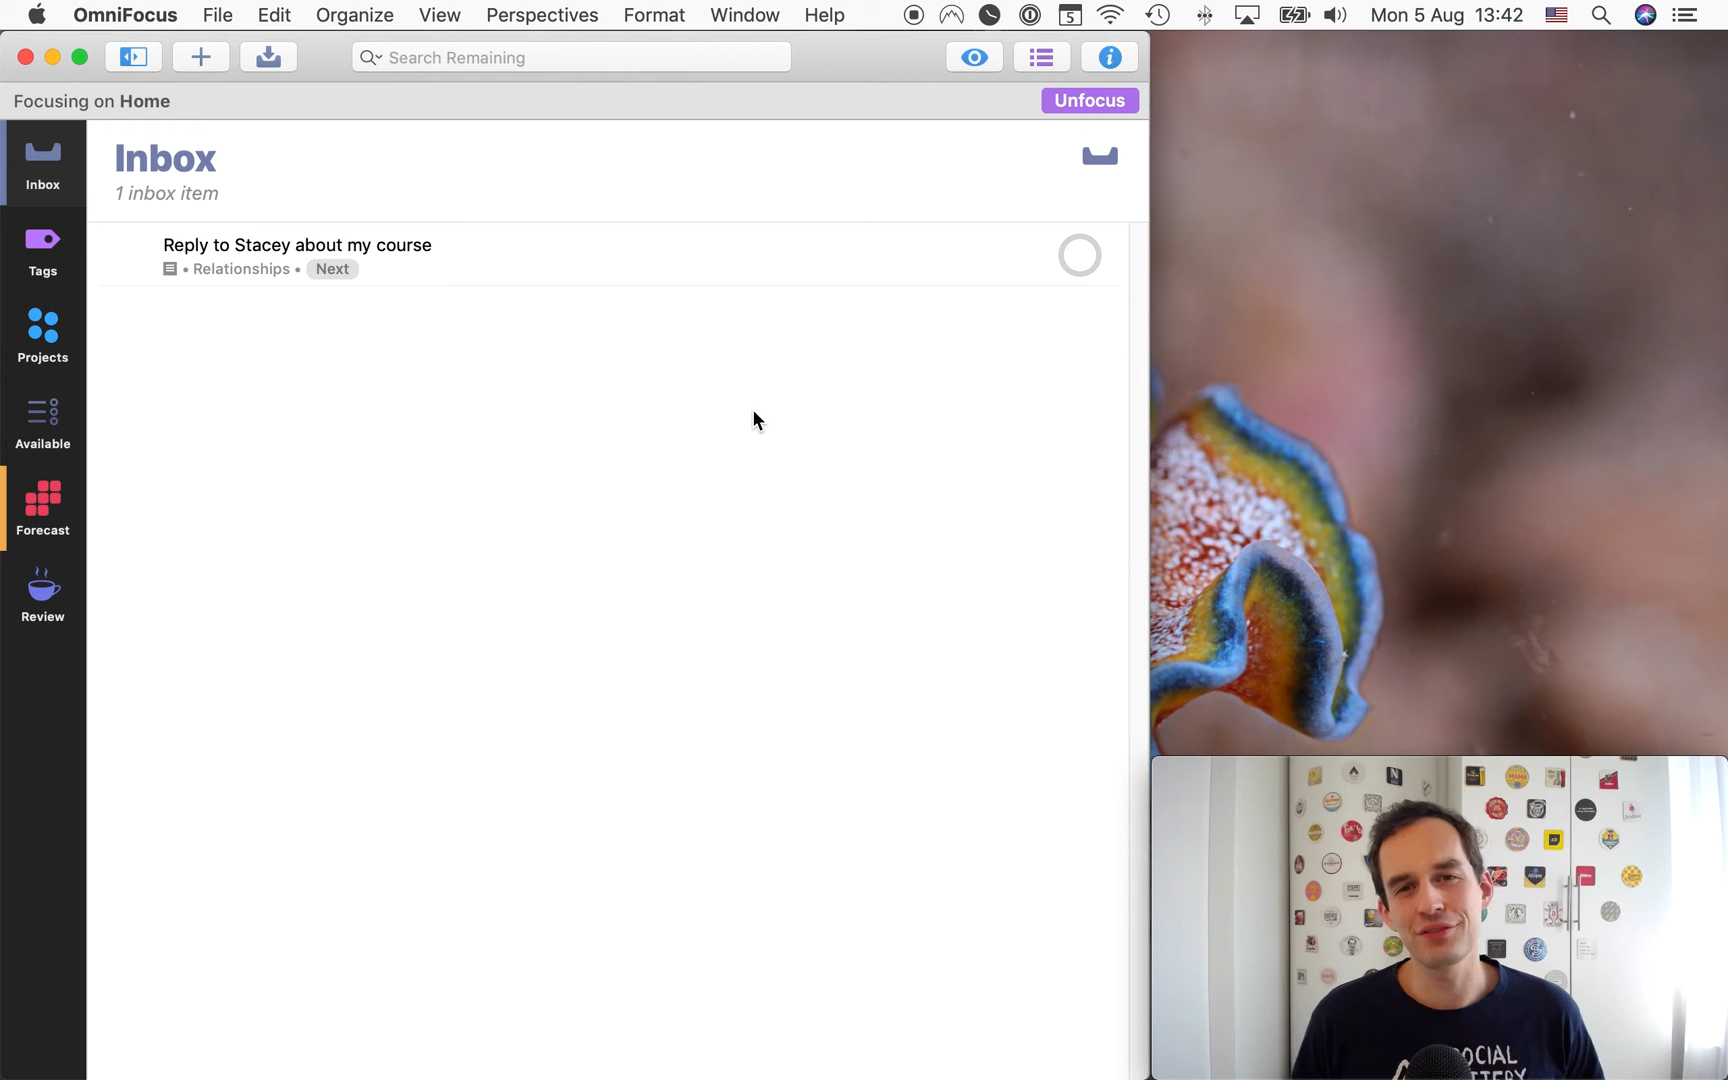 OmniFocus File Edit Organize View Perspectives Format Window Help 5 Mon 5 Aug 13:42
Search Remaining
Focusing on Home Unfocus
Inbox
1 inbox item
Inbox
Tags
Projects
Available
Forecast
Review
Reply to Stacey about my course
• Relationships • Next
MAMA
OCIAL